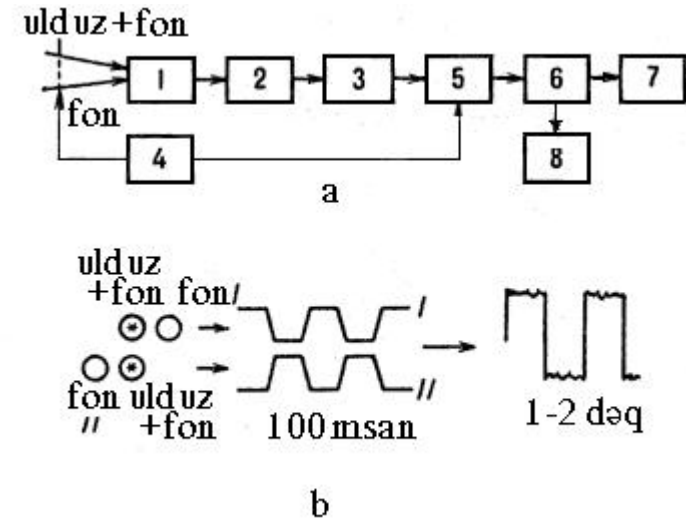 ulduz+fon
1 2 3 5 6 7
fon
4 8
a
ulduz
+fon fon I
I
II
fon ulduz
II +fon
100 msan
1-2 dəq
b